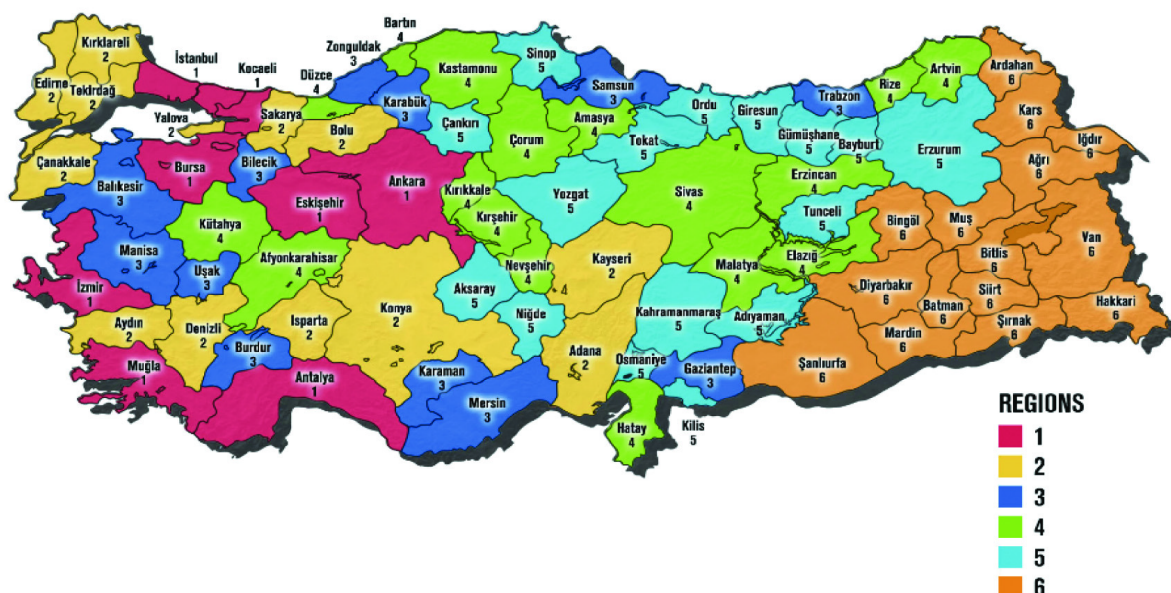 Kırklareli
2
Edirne
2
Tekirdağ
2
İstanbul
1
Kocaeli
1
Yalova
2
Sakarya
2
Düzce
4
Zonguldak
3
Bartın
4
Karabük
3
Bolu
2
Kastamonu
4
Sinop
5
Çankırı
5
Samsun
3
Amasya
4
Çorum
4
Tokat
5
Ordu
5
Giresun
5
Gümüşhane
5
Trabzon
3
Bayburt
5
Rize
4
Artvin
4
Ardahan
6
Kars
6
Iğdır
6
Ağrı
6
Erzurum
5
Erzincan
4
Çanakkale
2
Balıkesir
3
Bursa
1
Bilecik
3
Eskişehir
1
Ankara
1
Kırıkkale
4
Kırşehir
4
Yozgat
5
Sivas
4
Tunceli
5
Bingöl
6
Muş
6
Bitlis
6
Van
6
Kütahya
4
Manisa
3
Uşak
3
Afyonkarahisar
4
İzmir
1
Aydın
2
Denizli
2
Isparta
2
Burdur
3
Konya
2
Aksaray
5
Nevşehir
4
4
Niğde
5
Kayseri
2
Malatya
4
Elazığ
4
Diyarbakır
6
Batman
6
Siirt
6
Şırnak
6
Hakkari
6
Mardin
6
Kahramanmaraş
5
Adıyaman
5
Şanlıurfa
6
Muğla
1
Antalya
1
Karaman
3
Mersin
3
Adana
2
Osmaniye
5
Gaziantep
3
Kilis
5
Hatay
4
REGIONS
1
2
3
4
5
6